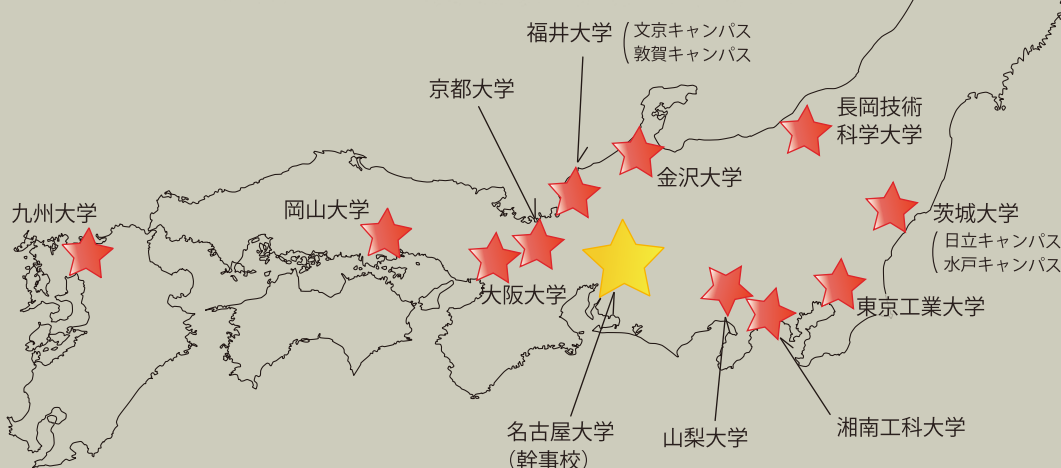 福井大学
(文京キャンパス
敦賀キャンパス
京都大学
長岡技術
科学大学
金沢大学
九州大学
岡山大学
茨城大学
(日立キャンパス
水戸キャンパス
大阪大学
東京工業大学
名古屋大学
(幹事校)
山梨大学
湘南工科大学